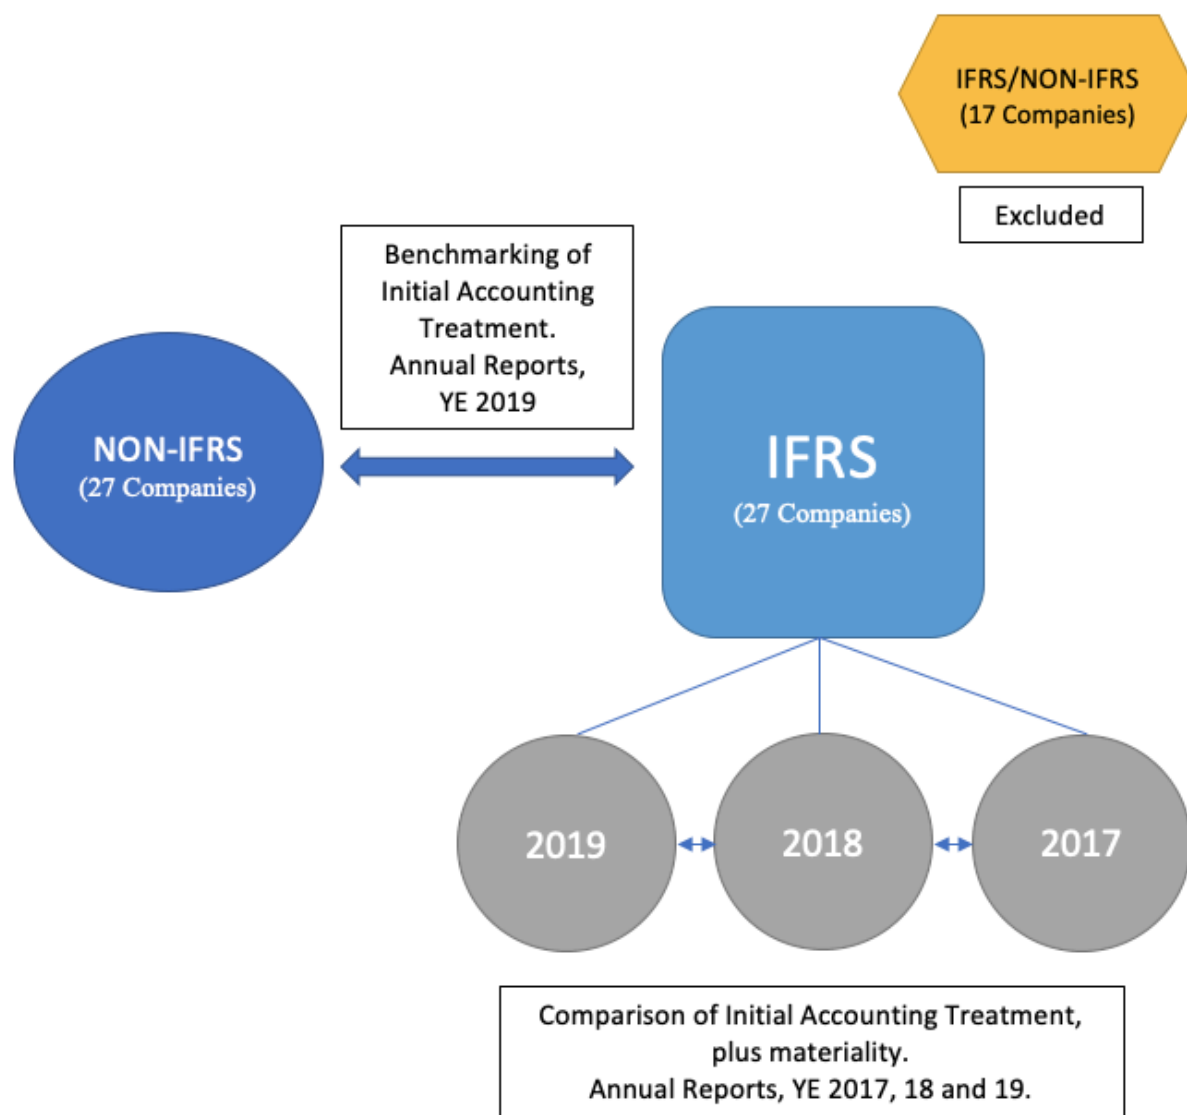 IFRS/NON-IFRS
(17 Companies)
Excluded
Benchmarking of
Initial Accounting
Treatment.
Annual Reports,
YE 2019
NON-IFRS
(27 Companies)
IFRS
(27 Companies)
2019
2018
2017
Comparison of Initial Accounting Treatment,
plus materiality.
Annual Reports, YE 2017, 18 and 19.